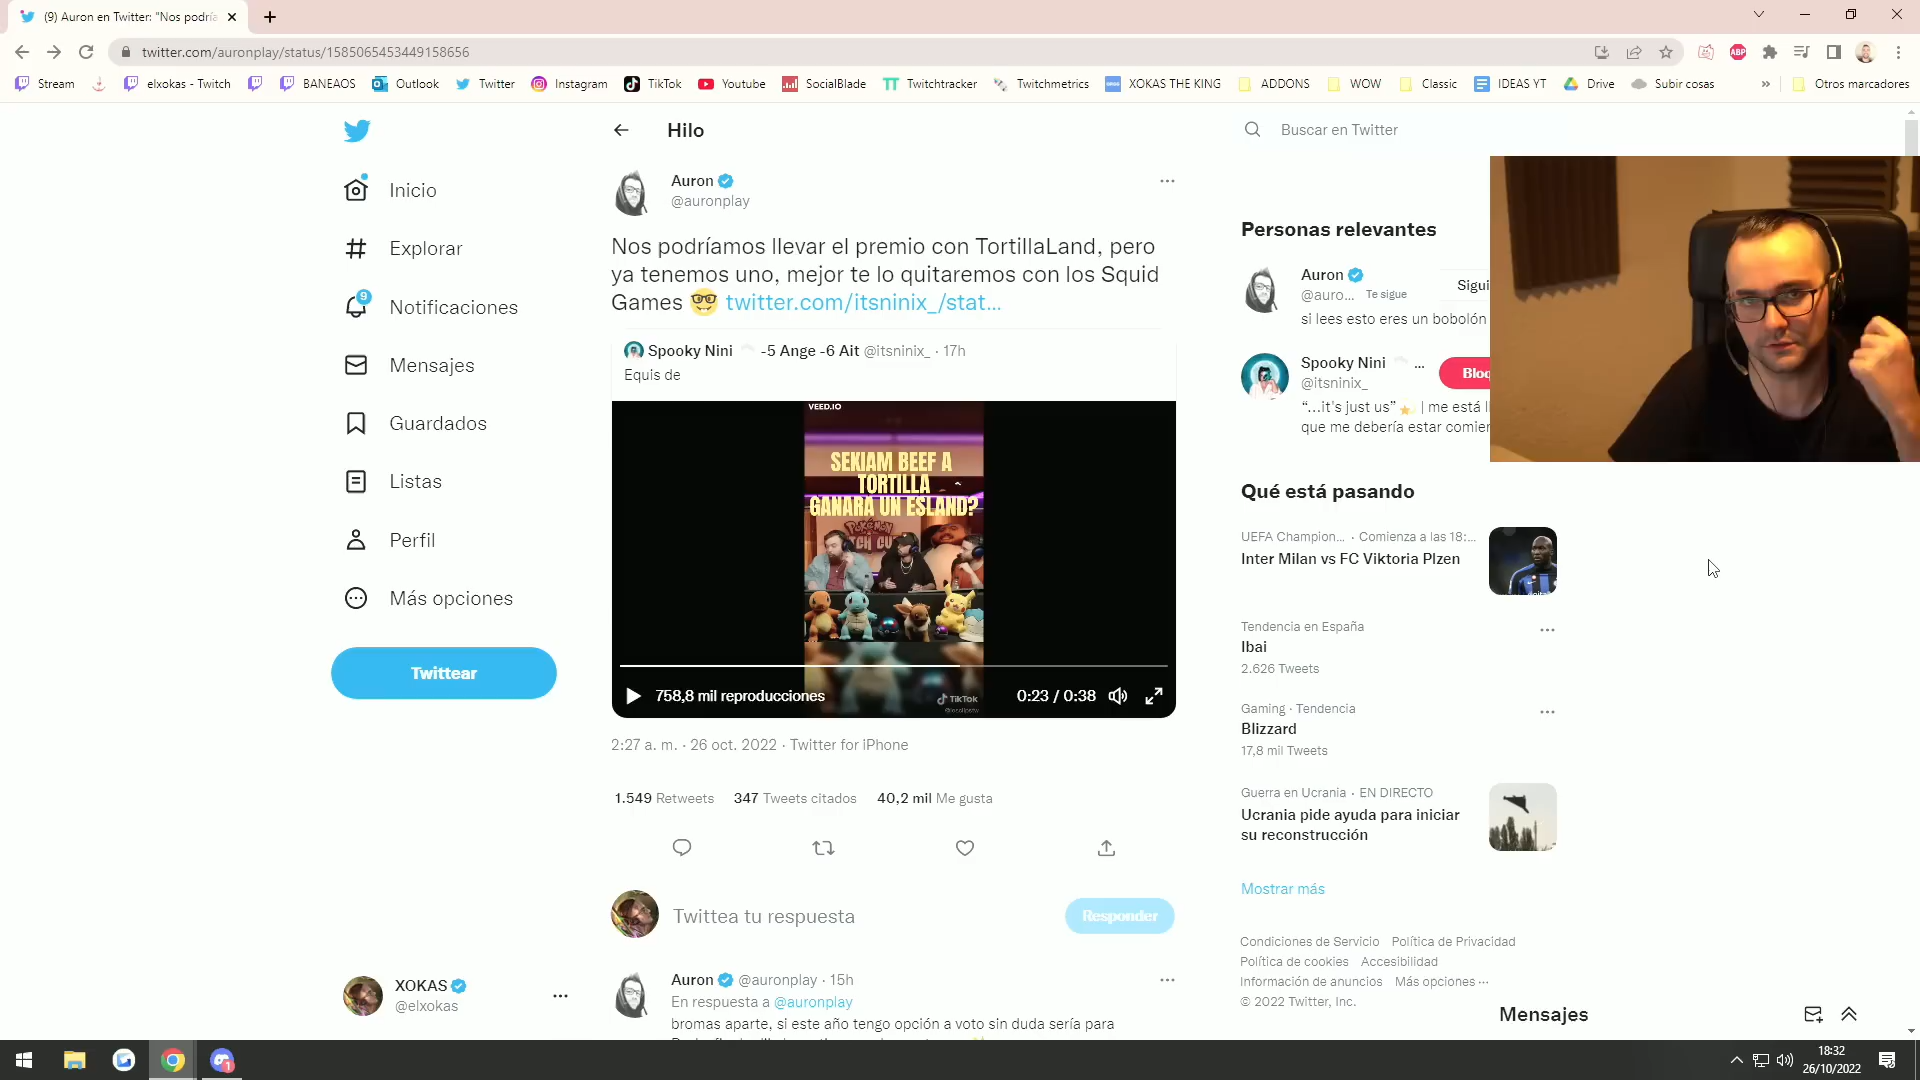 (9) Auron en Twitter: "Nos podría
twitter.com/auronplay/status/1585065453449158656
Stream
elxokas - Twitch
BANEAOS
Outlook
Twitter
Instagram
TikTok
Youtube
SocialBlade
Twitchtracker
Twitchmetrics
XOKAS THE KING
ADDONS
WOW
Classic
IDEAS YT
Drive
Subir cosas
»
Otros marcadores
ABP
Inicio
Explorar
9
Notificaciones
Mensajes
Guardados
Listas
Perfil
Más opciones
Twittear
XOKAS
@elxokas
Hilo
Auron
@auronplay
Nos podríamos llevar el premio con TortillaLand, pero
ya tenemos uno, mejor te lo quitaremos con los Squid
Games 🤓 twitter.com/itsninix_/stat...
Spooky Nini -5 Ange -6 Ait @itsninix_ · 17h
Equis de
VEED.IO
SEKIAM BEEF A
TORTILLA
GANARA UN ESLAND?
758,8 mil reproducciones
TikTok
0:23 / 0:38
2:27 a. m. · 26 oct. 2022 · Twitter for iPhone
1.549 Retweets 347 Tweets citados 40,2 mil Me gusta
Twittea tu respuesta
Responder
Auron @auronplay · 15h
En respuesta a @auronplay
bromas aparte, si este año tengo opción a voto sin duda sería para
Buscar en Twitter
Personas relevantes
Auron
@auro... Te sigue
Sigui
si lees esto eres un bobolón
Spooky Nini ...
@itsninix_
Bloq
"...it's just us" ⭐ | me está ll
que me debería estar comier
Qué está pasando
UEFA Champion... · Comienza a las 18:...
Inter Milan vs FC Viktoria Plzen
Tendencia en España
Ibai
2.626 Tweets
Gaming · Tendencia
Blizzard
17,8 mil Tweets
Guerra en Ucrania · EN DIRECTO
Ucrania pide ayuda para iniciar
su reconstrucción
Mostrar más
Condiciones de Servicio Política de Privacidad
Política de cookies Accesibilidad
Información de anuncios Más opciones ···
© 2022 Twitter, Inc.
Mensajes
1
18:32
26/10/2022